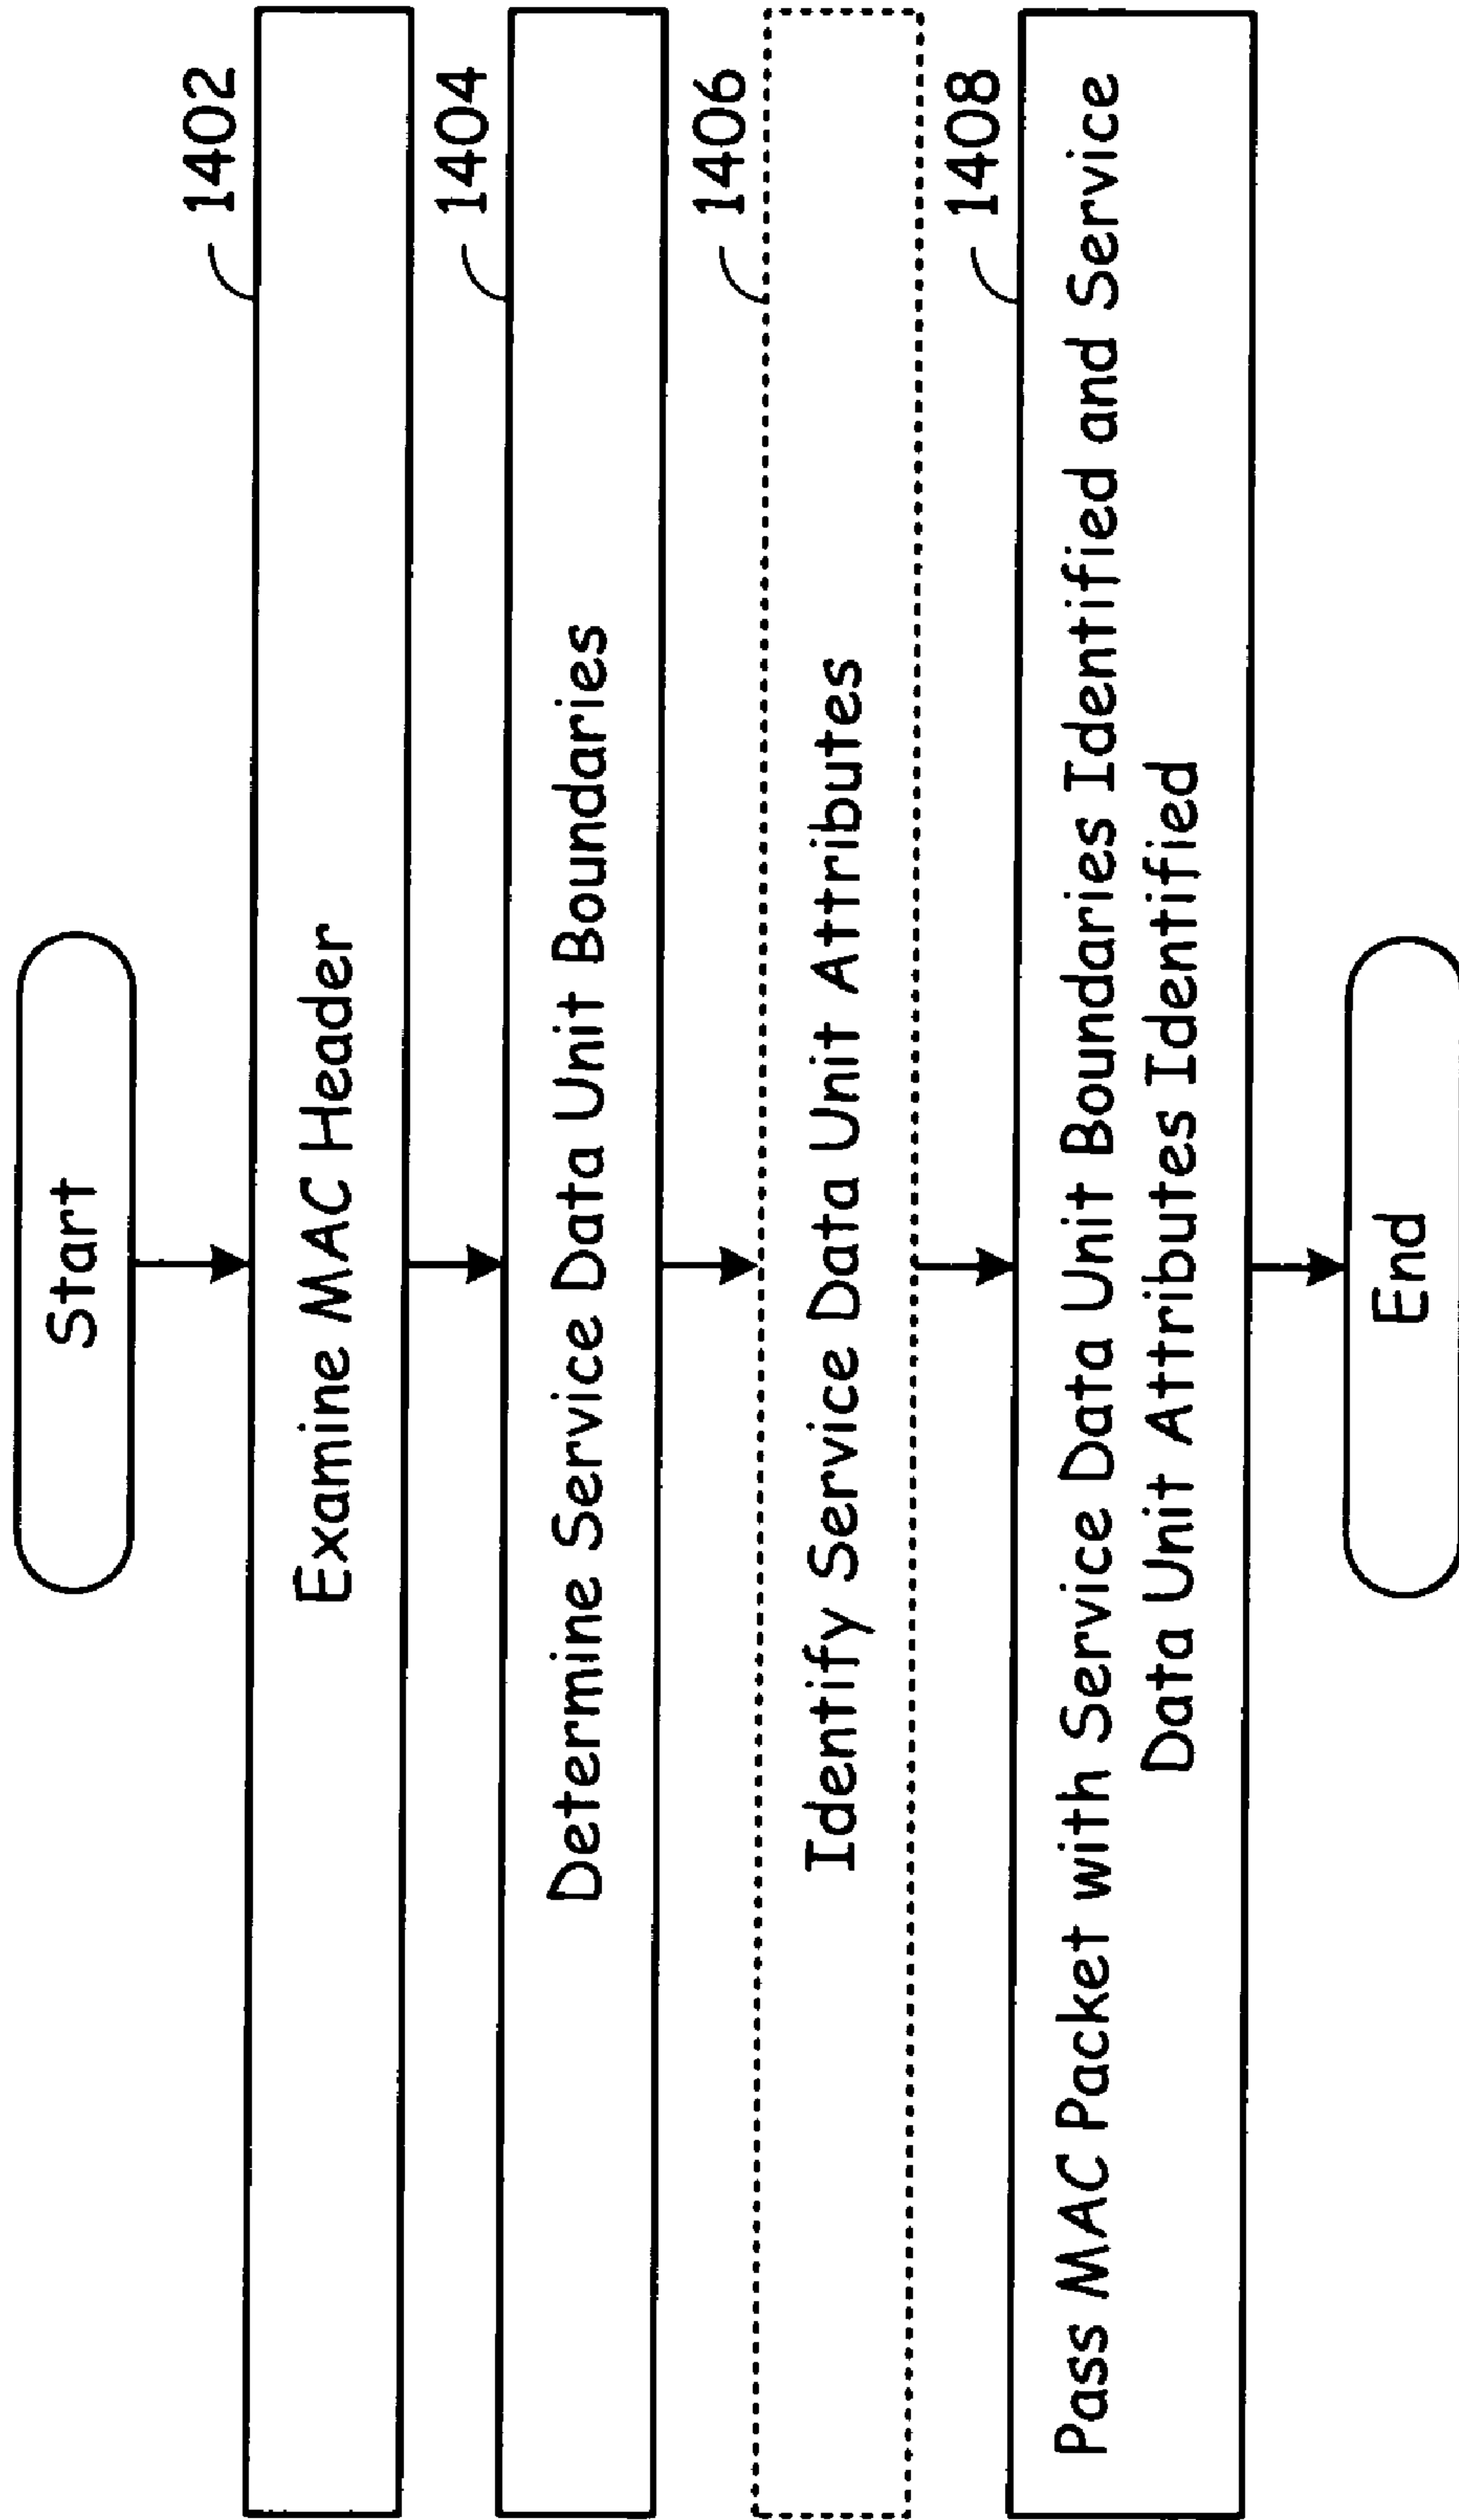 Start
1402
Examine MAC Header
1404
Determine Service Data Unit Boundaries
1406
Identify Service Data Unit Attributes
1408
Pass MAC Packet with Service Data Unit Boundaries Identified and Service
Data Unit Attributes Identified
End